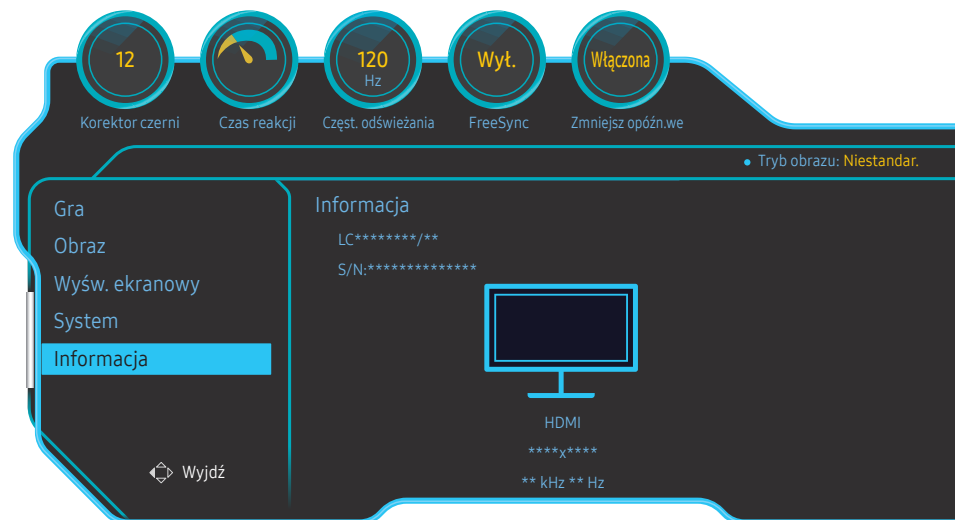 12
120
Hz
Wył.
Włączona
Korektor czerni
Czas reakcji
Częst. odświeżania
FreeSync
Zmniejsz opóźn.we
Tryb obrazu: Niestandar.
Gra
Obraz
Wyśw. ekranowy
System
Informacja
Wyjdź
Informacja
LC********/**
S/N:**************
HDMI
****x****
** kHz ** Hz